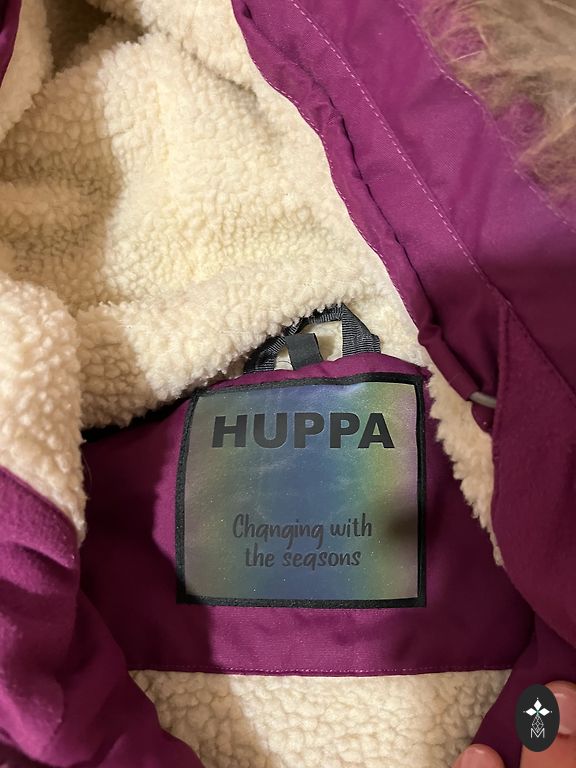 HUPPA
Changing with
the seasons